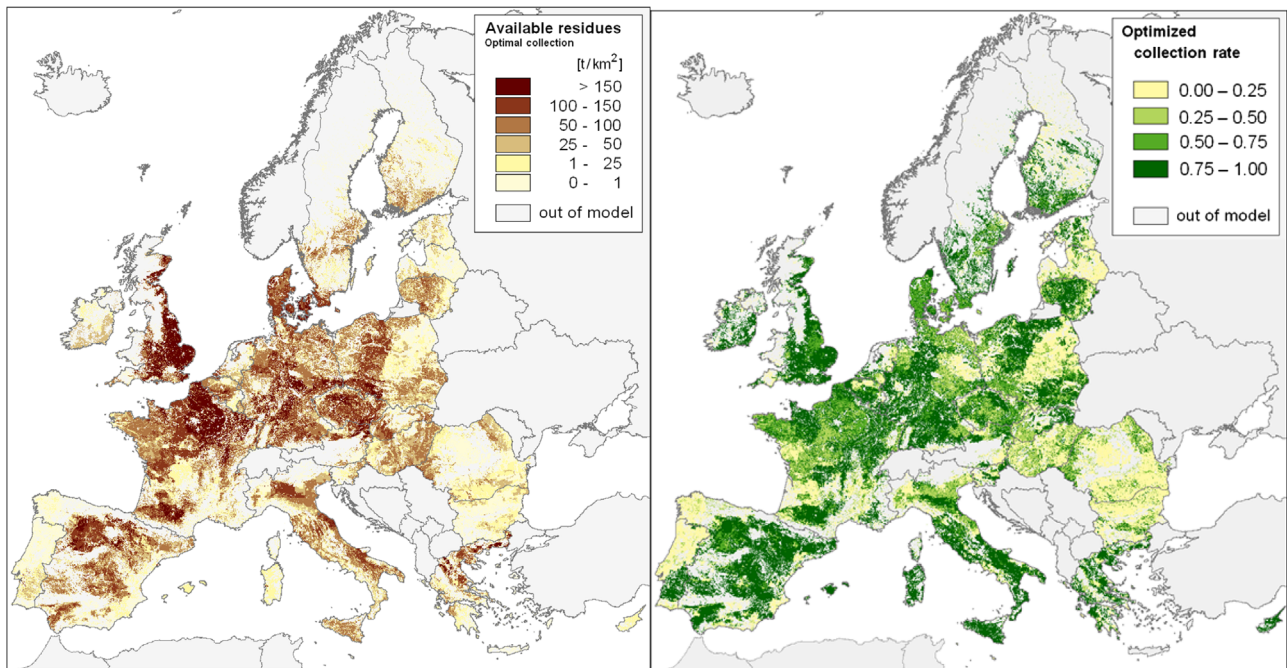 Available residues
Optimal collection
[t/km²]
> 150
100 - 150
50 - 100
25 - 50
1 - 25
0 - 1
out of model
Optimized
collection rate
0.00 – 0.25
0.25 – 0.50
0.50 – 0.75
0.75 – 1.00
out of model